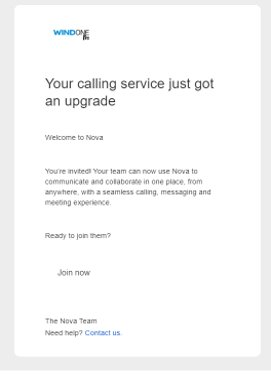 WINDONE
Your calling service just got
an upgrade
Welcome to Nova
You're invited! Your team can now use Nova to
communicate and collaborate in one place, from
anywhere, with a seamless calling, messaging and
meeting experience.
Ready to join them?
Join now
The Nova Team
Need help? Contact us.